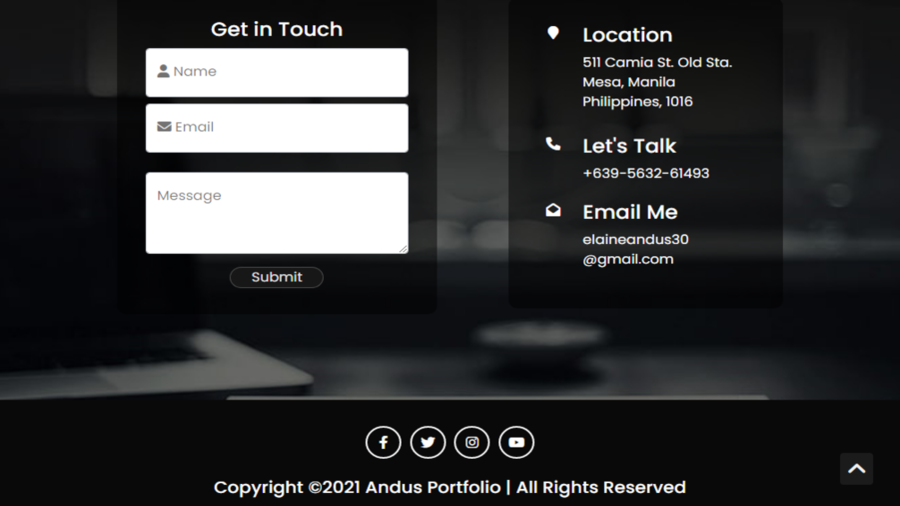 Get in Touch
Name
Email
Message
Submit
Location
511 Camia St. Old Sta.
Mesa, Manila
Philippines, 1016
Let's Talk
+639-5632-61493
Email Me
elaineandus30
@gmail.com
Copyright ©2021 Andus Portfolio | All Rights Reserved